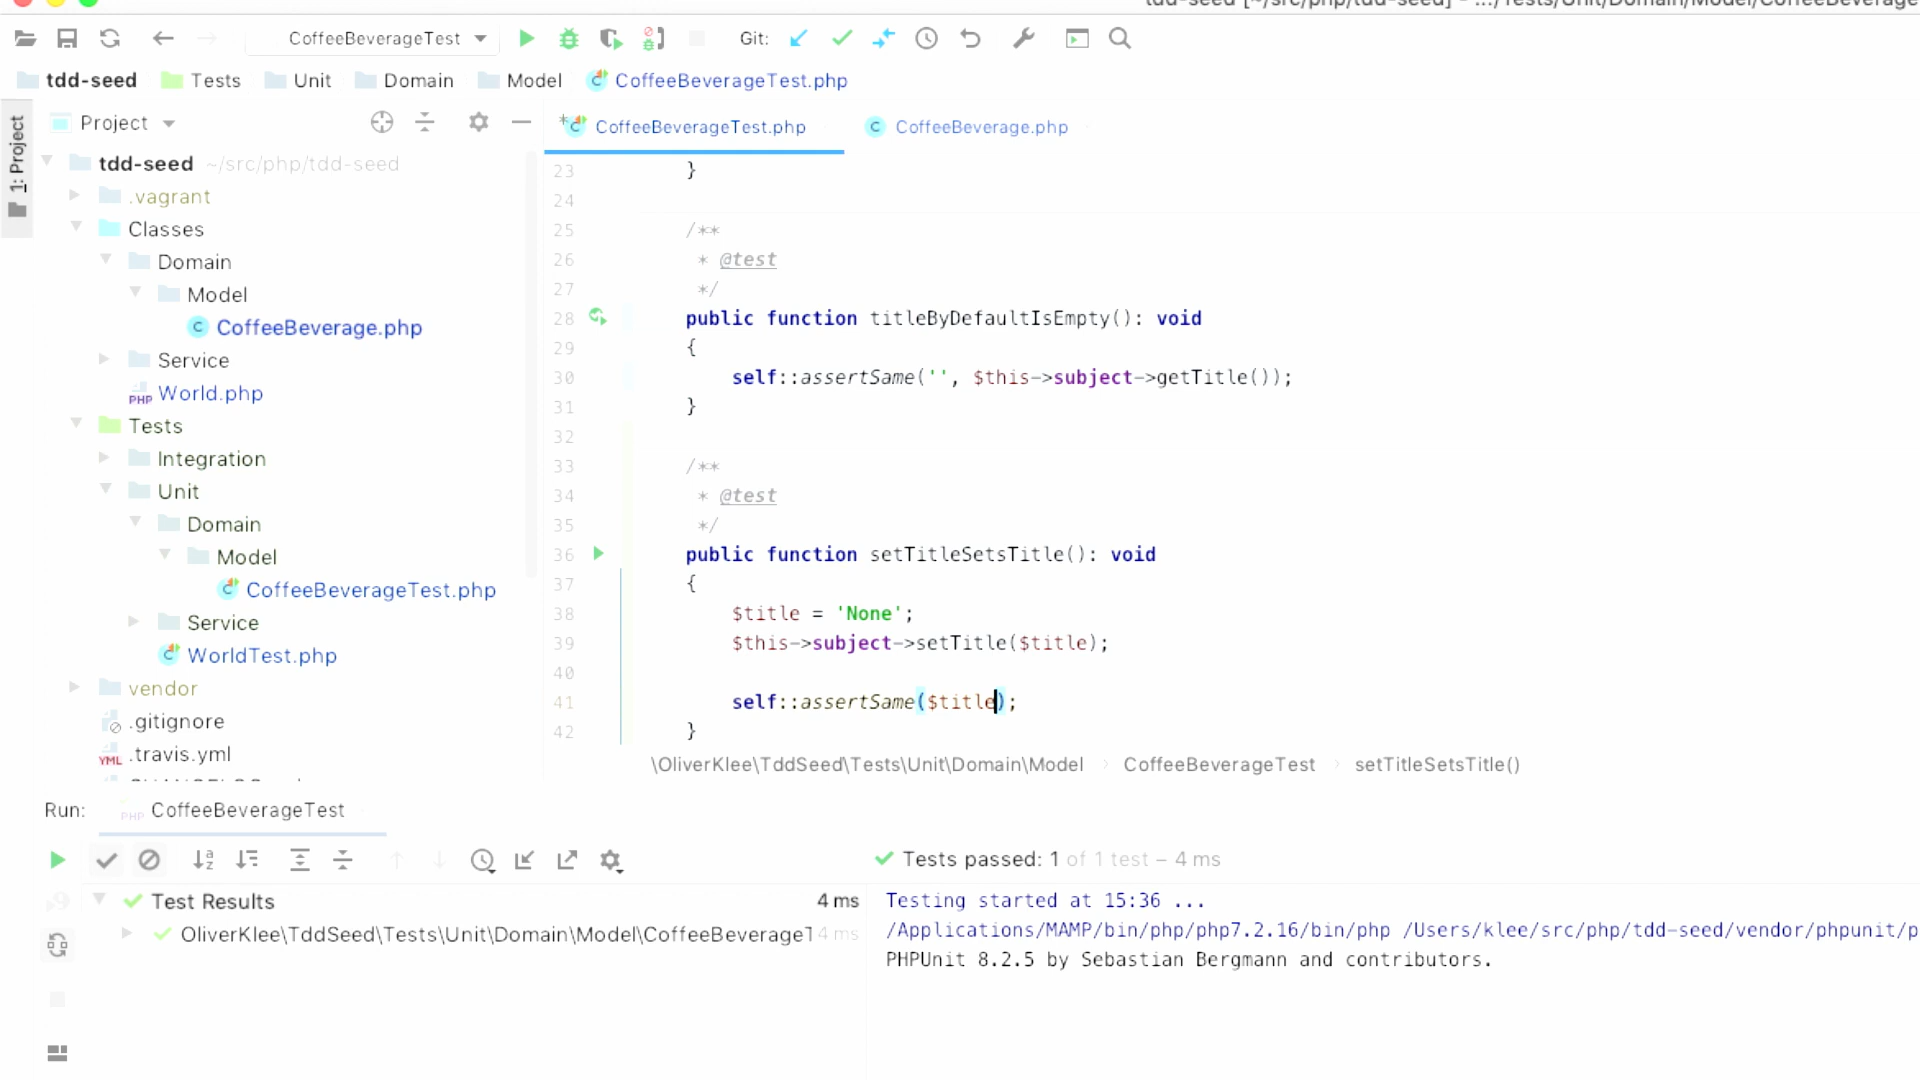 CoffeeBeverageTest
Git:
tdd-seed Tests Unit Domain Model CoffeeBeverageTest.php
1: Project
Project
CoffeeBeverageTest.php CoffeeBeverage.php
tdd-seed ~/src/php/tdd-seed
.vagrant
Classes
Domain
Model
CoffeeBeverage.php
Service
PHP World.php
Tests
Integration
Unit
Domain
Model
CoffeeBeverageTest.php
Service
WorldTest.php
vendor
.gitignore
YML .travis.yml
23 }
24
25 /**
26 * @test
27 */
28 public function titleByDefaultIsEmpty(): void
29 {
30 self::assertSame('', $this->subject->getTitle());
31 }
32
33 /**
34 * @test
35 */
36 public function setTitleSetsTitle(): void
37 {
38 $title = 'None';
39 $this->subject->setTitle($title);
40
41 self::assertSame($title);
42 }
\OliverKlee\TddSeed\Tests\Unit\Domain\Model CoffeeBeverageTest setTitleSetsTitle()
Run: PHP CoffeeBeverageTest
Tests passed: 1 of 1 test – 4 ms
Test Results 4 ms
OliverKlee\TddSeed\Tests\Unit\Domain\Model\CoffeeBeverageT 4 ms
Testing started at 15:36 ...
/Applications/MAMP/bin/php/php7.2.16/bin/php /Users/klee/src/php/tdd-seed/vendor/phpunit/p
PHPUnit 8.2.5 by Sebastian Bergmann and contributors.